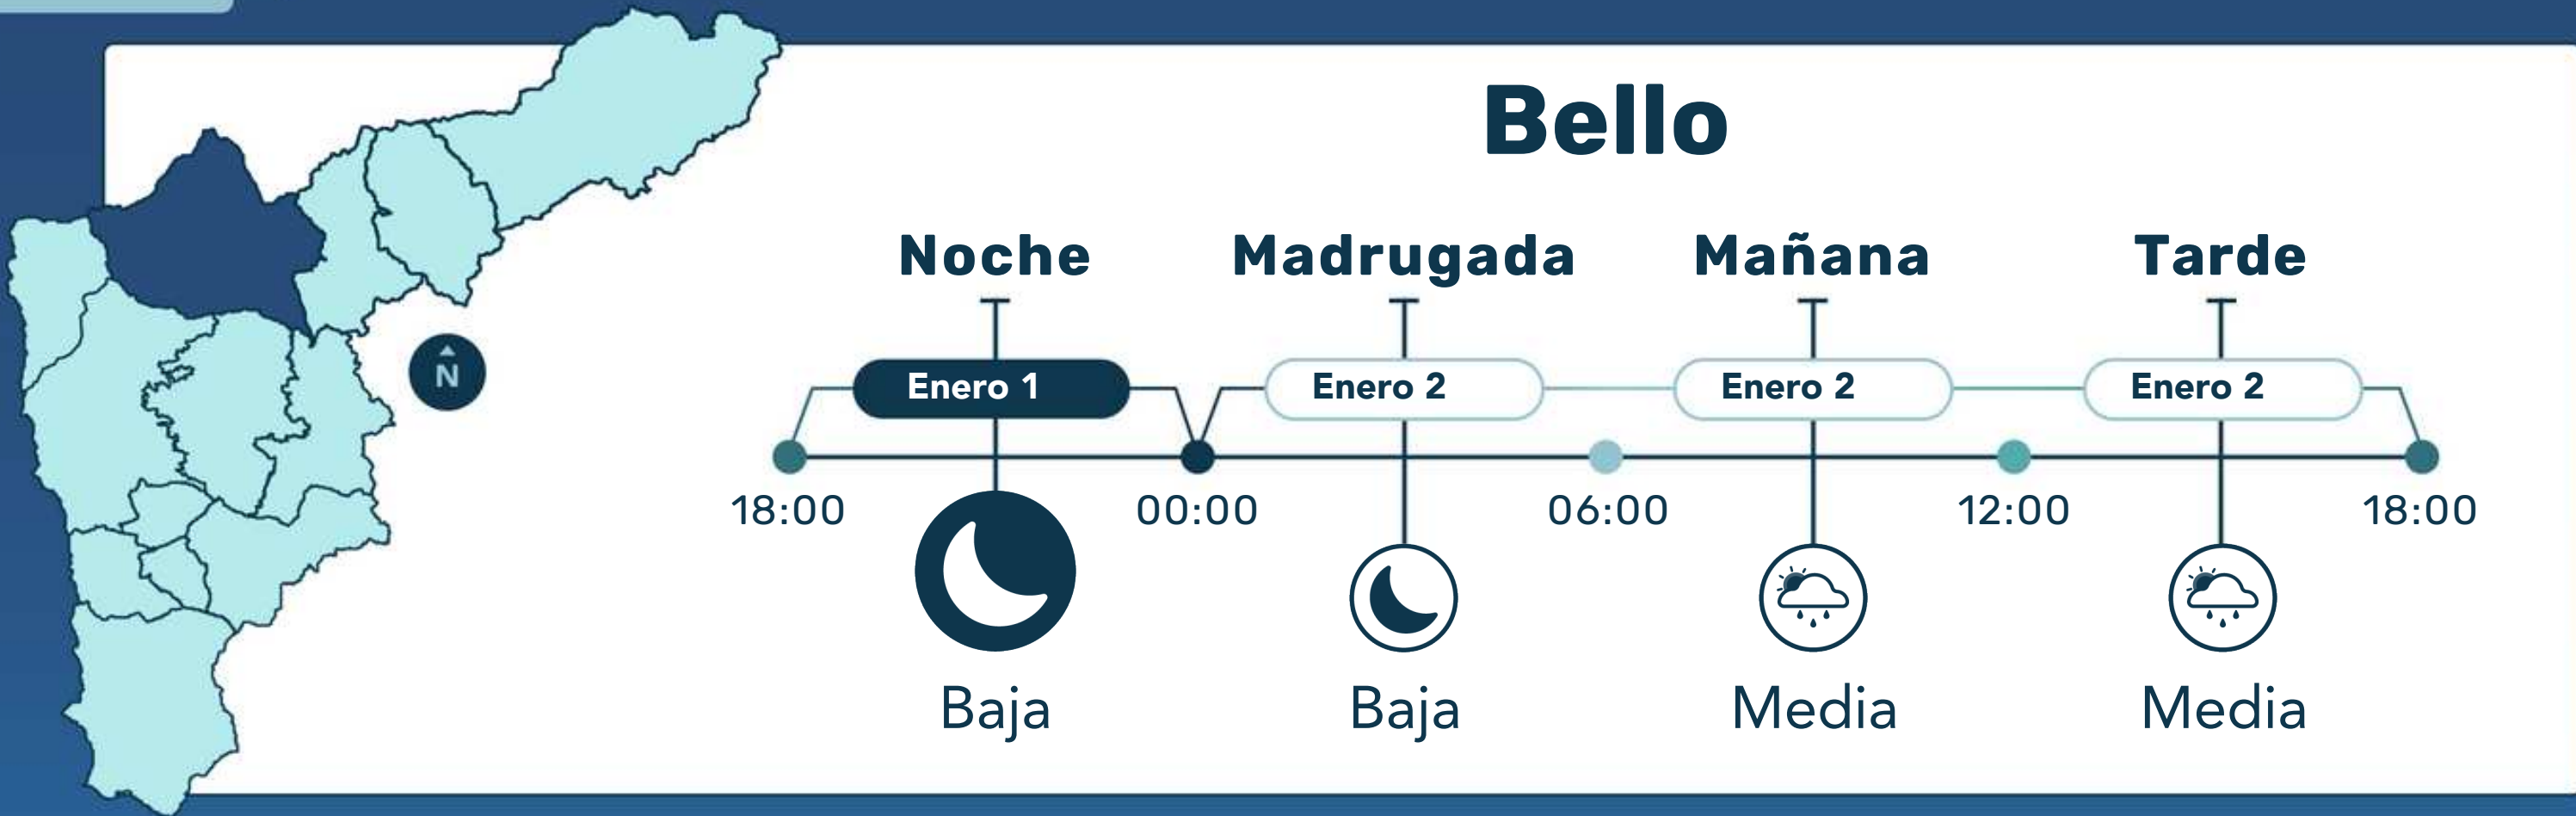 Bello
Noche Madrugada Mañana Tarde
Enero 1 Enero 2 Enero 2 Enero 2
N
18:00 00:00 06:00 12:00 18:00
Baja Baja Media Media